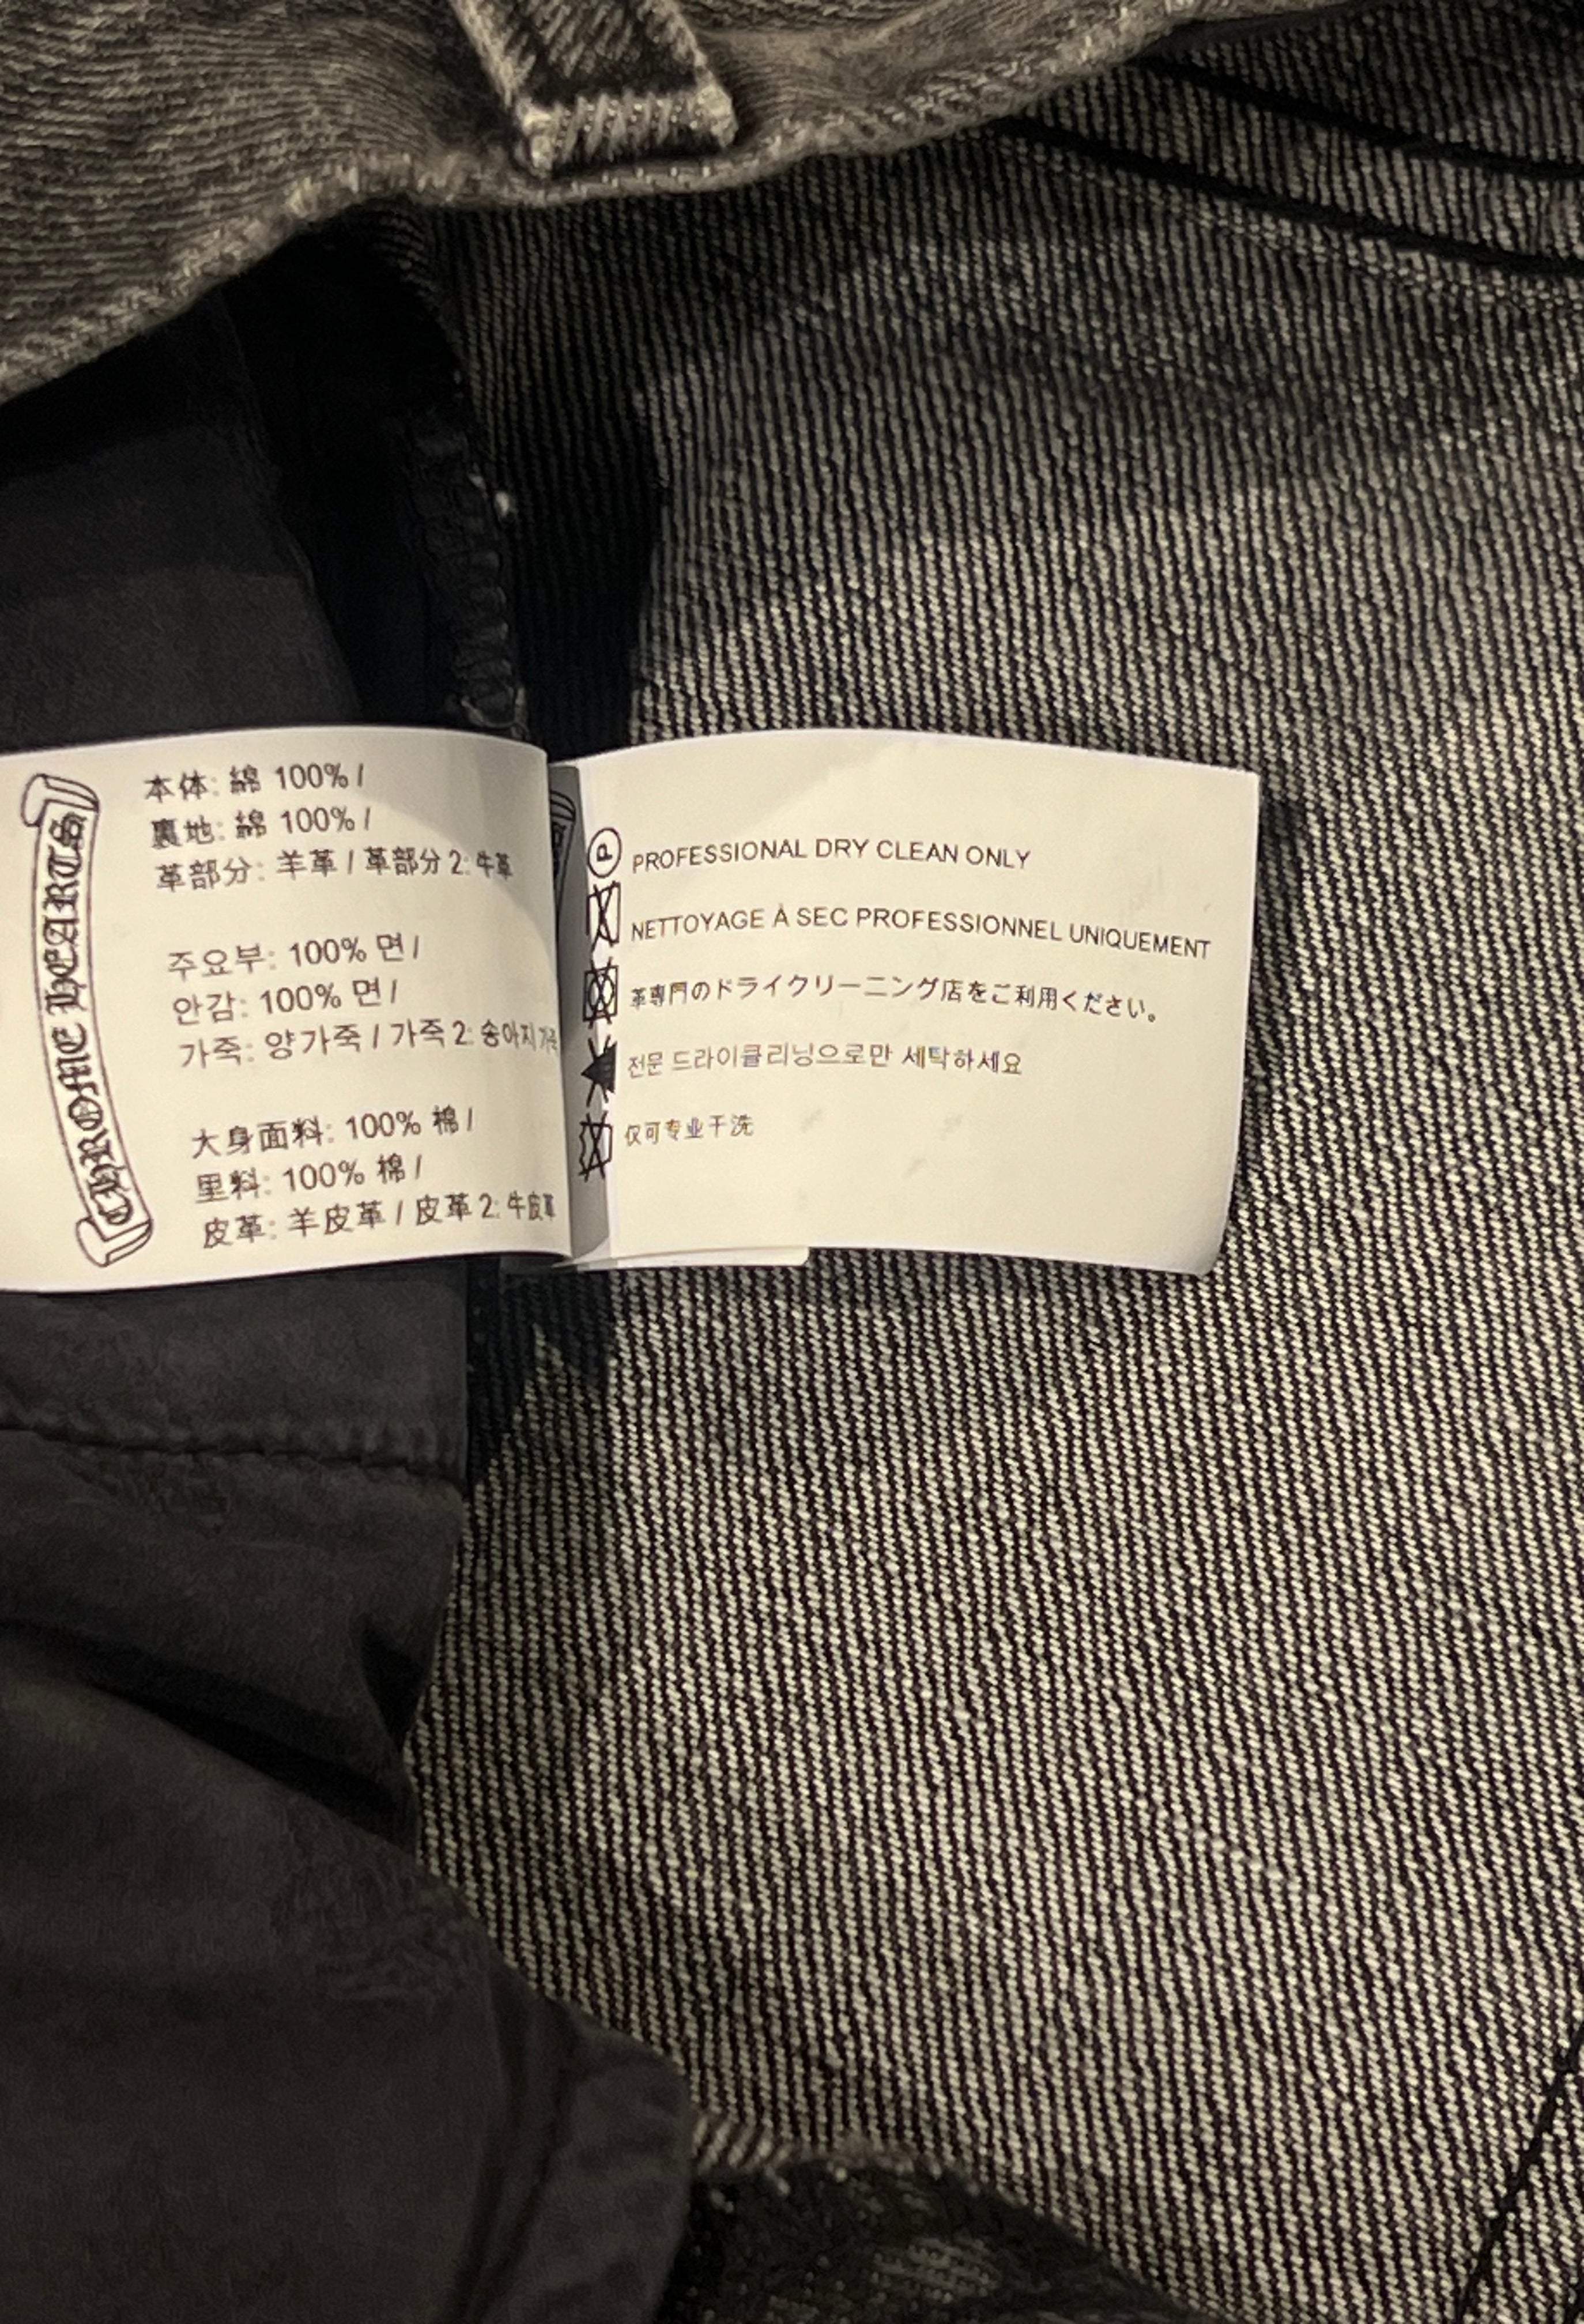 CHROME HEARTS
本体: 綿 100% /
裏地: 綿 100% /
革部分: 羊革 / 革部分 2: 牛革
주요부: 100% 면 /
안감: 100% 면 /
가죽: 양가죽 / 가죽 2: 송아지가죽
大身面料: 100% 棉 /
里料: 100% 棉 /
皮革: 羊皮革 / 皮革 2: 牛皮革
P
PROFESSIONAL DRY CLEAN ONLY
NETTOYAGE À SEC PROFESSIONNEL UNIQUEMENT
革専門のドライクリーニング店をご利用ください。
전문 드라이클리닝으로만 세탁하세요
仅可专业干洗